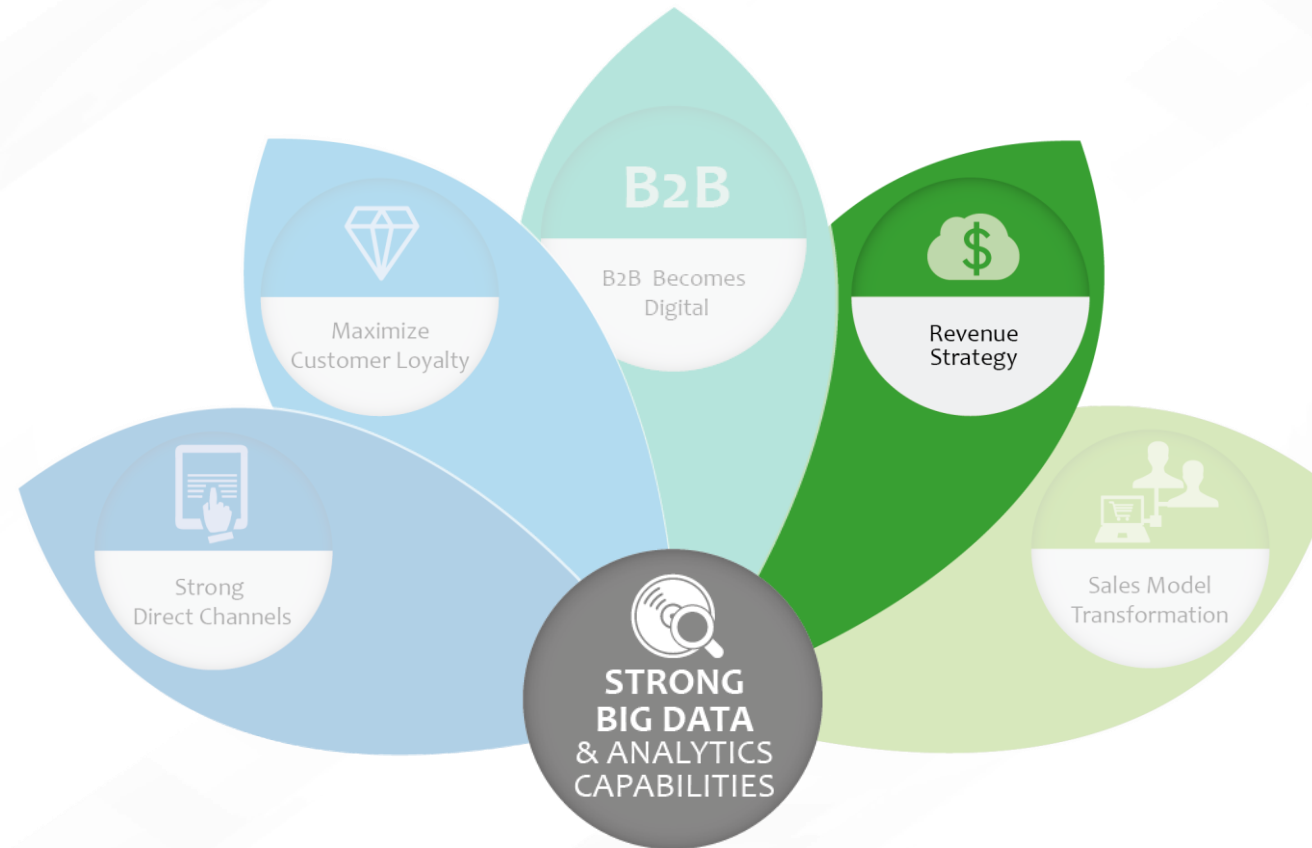 B2B
B2B Becomes
Digital
Maximize
Customer Loyalty
$
Revenue
Strategy
Strong
Direct Channels
Sales Model
Transformation
STRONG
BIG DATA
& ANALYTICS
CAPABILITIES